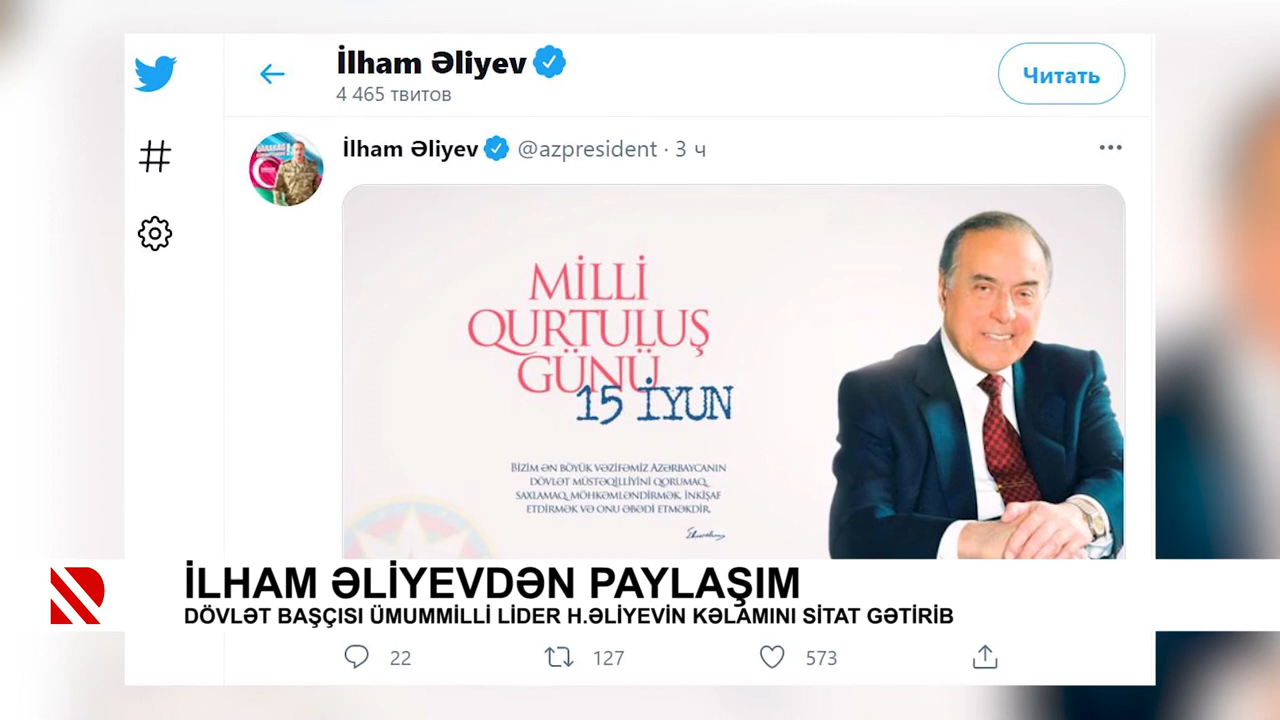 İlham Əliyev
4 465 твитов
Читать
İlham Əliyev @azpresident · 3 ч
MİLLİ
QURTULUŞ
GÜNÜ
15 İYUN
BİZİM ƏN BÖYÜK VƏZİFƏMİZ AZƏRBAYCANIN
DÖVLƏT MÜSTƏQİLLİYİNİ QORUMAQ,
SAXLAMAQ, MÖHKƏMLƏNDİRMƏK, İNKİŞAF
ETDİRMƏK VƏ ONU ƏBƏDİ ETMƏKDİR.
İLHAM ƏLİYEVDƏN PAYLAŞIM
DÖVLƏT BAŞÇISI ÜMUMMİLLİ LİDER H.ƏLİYEVİN KƏLAMINI SİTAT GƏTİRİB
22 127 573